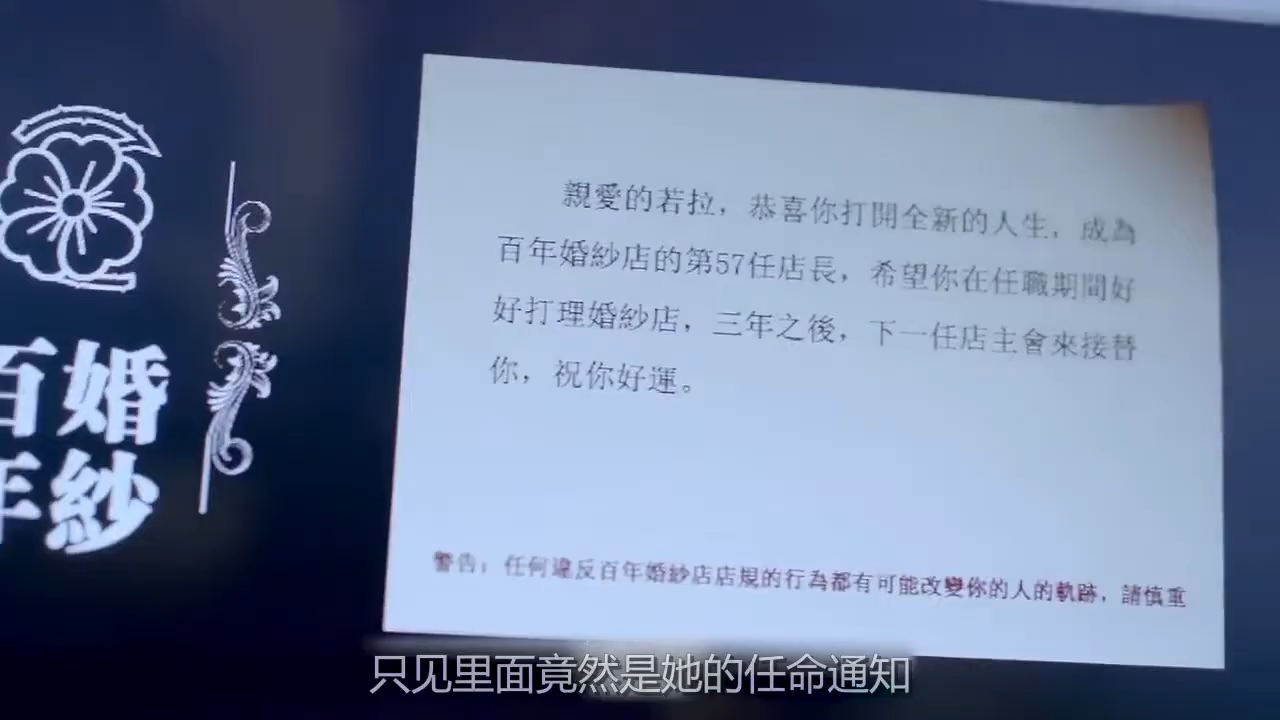 百年
婚紗
親愛的若拉，恭喜你打開全新的人生，成為
百年婚紗店的第57任店長，希望你在任職期間好
好打理婚紗店，三年之後，下一任店主會來接替
你，祝你好運。
警告：任何違反百年婚紗店店規的行為都有可能改變你的人的軌跡，請慎重
只见里面竟然是她的任命通知